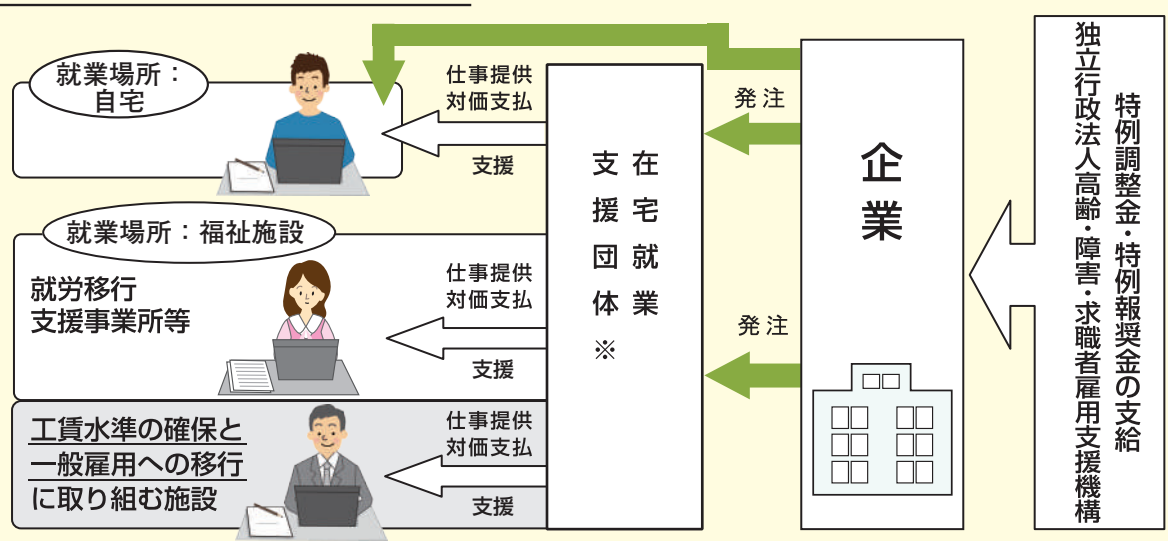 就業場所：
自宅
仕事提供
対価支払
支援
就業場所：福祉施設
就労移行
支援事業所等
仕事提供
対価支払
支援
工賃水準の確保と
一般雇用への移行
に取り組む施設
仕事提供
対価支払
支援
在宅就業
支援団体※
発注
発注
企業
特例調整金・特例報奨金の支給
独立行政法人高齢・障害・求職者雇用支援機構